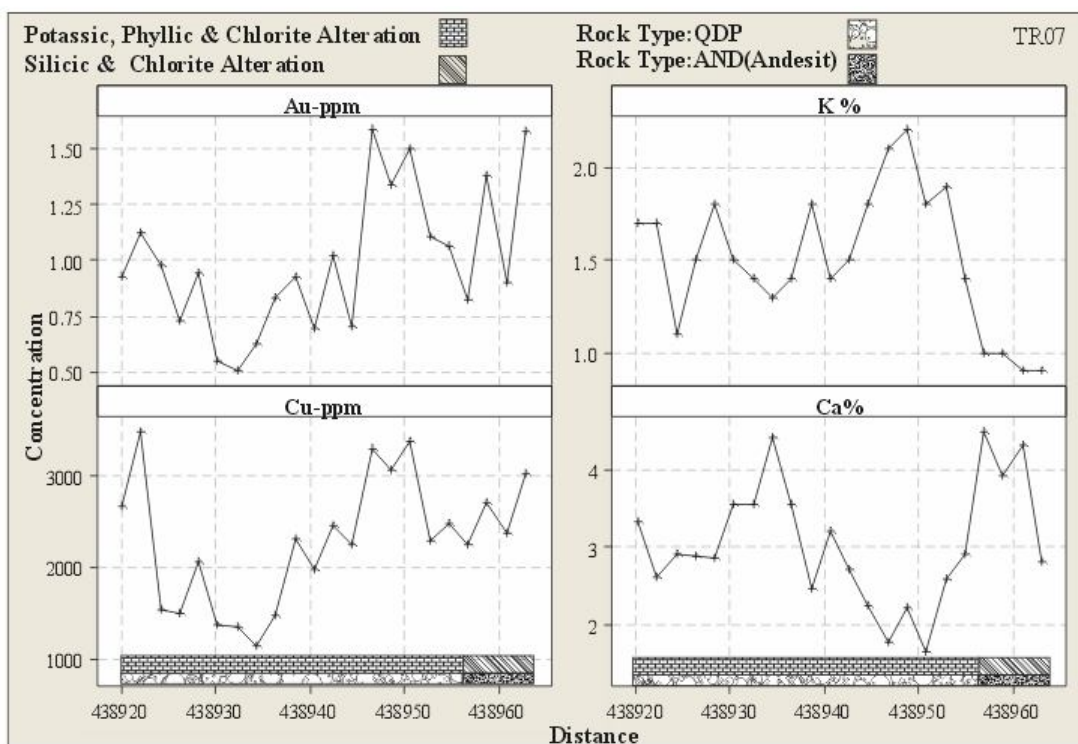 Potassic, Phyllic & Chlorite Alteration
Silicic & Chlorite Alteration
Rock Type:QDP
Rock Type:AND(Andesit)
TR07
Au-ppm
K %
1.50
1.25
1.00
0.75
0.50
2.0
1.5
1.0
Concentration
Cu-ppm
Ca%
3000
2000
1000
4
3
2
438920 438930 438940 438950 438960
438920 438930 438940 438950 438960
Distance